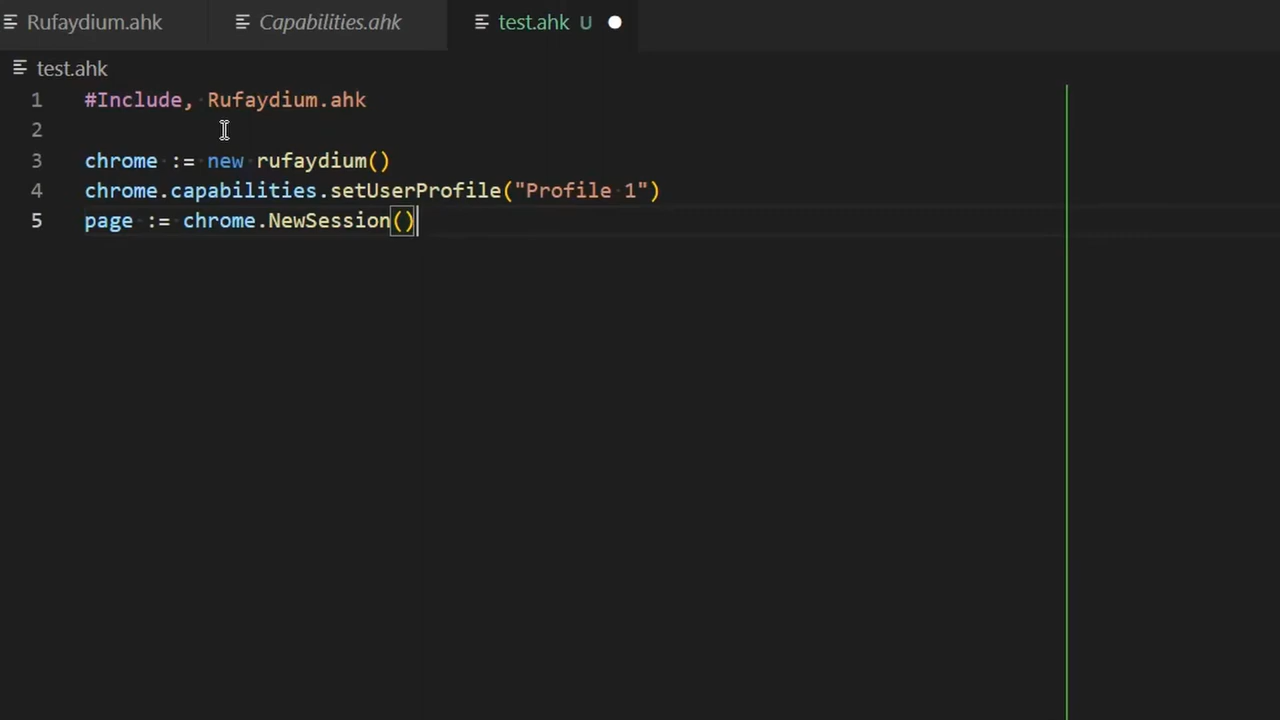 Rufaydium.ahk Capabilities.ahk test.ahk U
test.ahk
1 #Include, Rufaydium.ahk
2
3 chrome := new rufaydium()
4 chrome.capabilities.setUserProfile("Profile 1")
5 page := chrome.NewSession()